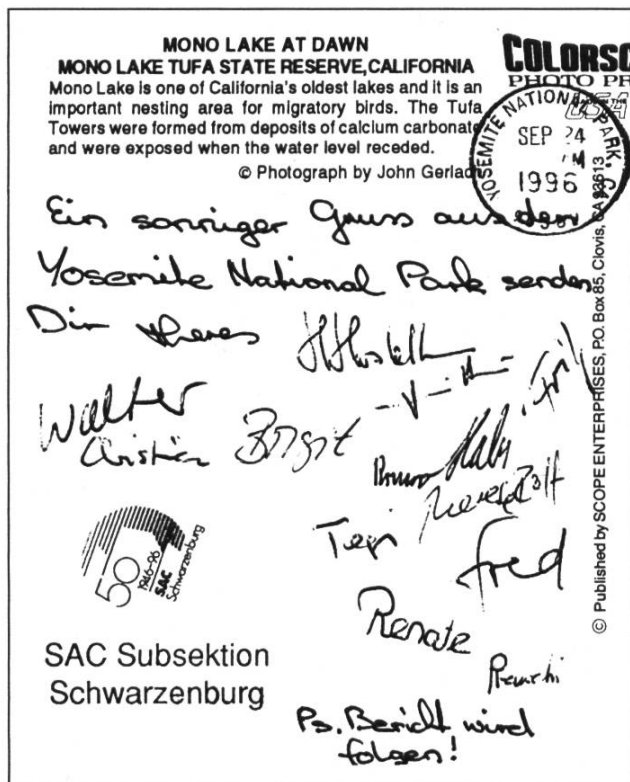 MONO LAKE AT DAWN
MONO LAKE TUFA STATE RESERVE, CALIFORNIA
Mono Lake is one of California's oldest lakes and it is an
important nesting area for migratory birds. The Tufa
Towers were formed from deposits of calcium carbonate
and were exposed when the water level receded.
© Photograph by John Gerlach
COLORSC
PHOTO PR
USA
YOSEMITE NATIONAL PARK, CA
SEP 24
PM
1996
© Published by SCOPE ENTERPRISES, P.O. Box 85, Clovis, CA 93613
Ein sonniger Gruss aus dem
Yosemite National Park senden
Dir Theres
Walter
Christian Birgit
Bruno
Fred
Renate
50
1946-96
SAC
Schwarzenburg
SAC Subsektion
Schwarzenburg
Ps. Bericht wird
folgen!